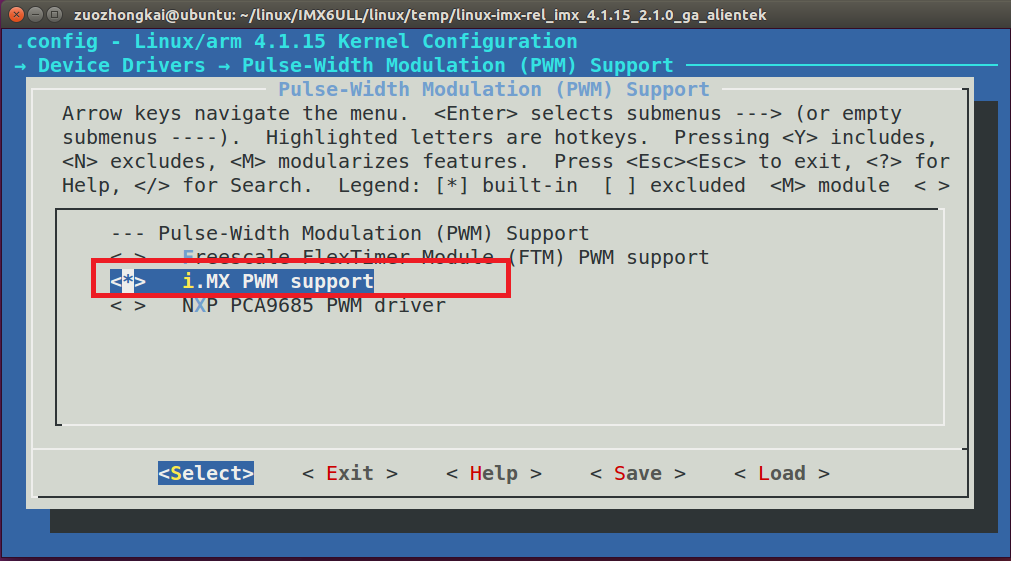 zuozhongkai@ubuntu: ~/linux/IMX6ULL/linux/temp/linux-imx-rel_imx_4.1.15_2.1.0_ga_alientek
.config - Linux/arm 4.1.15 Kernel Configuration
→ Device Drivers → Pulse-Width Modulation (PWM) Support
Pulse-Width Modulation (PWM) Support
Arrow keys navigate the menu.  <Enter> selects submenus ---> (or empty
submenus ----).  Highlighted letters are hotkeys.  Pressing <Y> includes,
<N> excludes, <M> modularizes features.  Press <Esc><Esc> to exit, <?> for
Help, </> for Search.  Legend: [*] built-in  [ ] excluded  <M> module  < >
--- Pulse-Width Modulation (PWM) Support
< >   Freescale FlexTimer Module (FTM) PWM support
<*>   i.MX PWM support
< >   NXP PCA9685 PWM driver
<Select>    < Exit >    < Help >    < Save >    < Load >